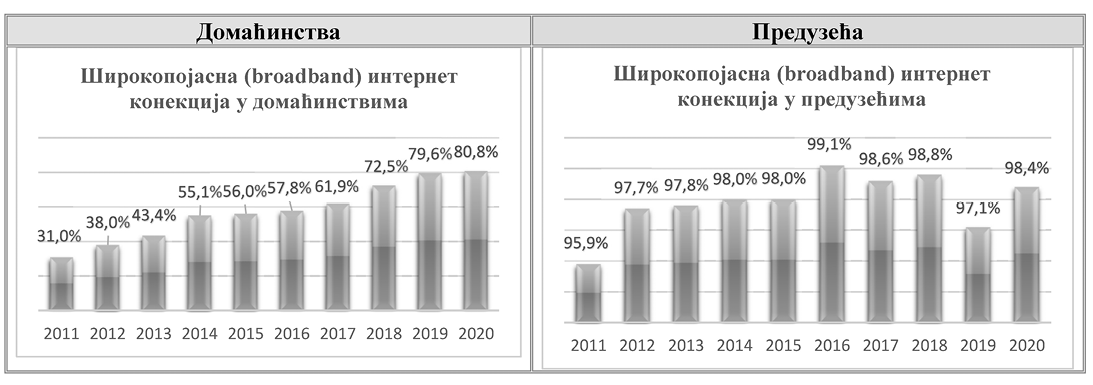 Домаћинства
Широкопојасна (broadband) интернет
конекција у домаћинствима
31,0% 38,0% 43,4% 55,1% 56,0% 57,8% 61,9% 72,5% 79,6% 80,8%
2011 2012 2013 2014 2015 2016 2017 2018 2019 2020
Предузећа
Широкопојасна (broadband) интернет
конекција у предузећима
95,9% 97,7% 97,8% 98,0% 98,0% 99,1% 98,6% 98,8% 97,1% 98,4%
2011 2012 2013 2014 2015 2016 2017 2018 2019 2020